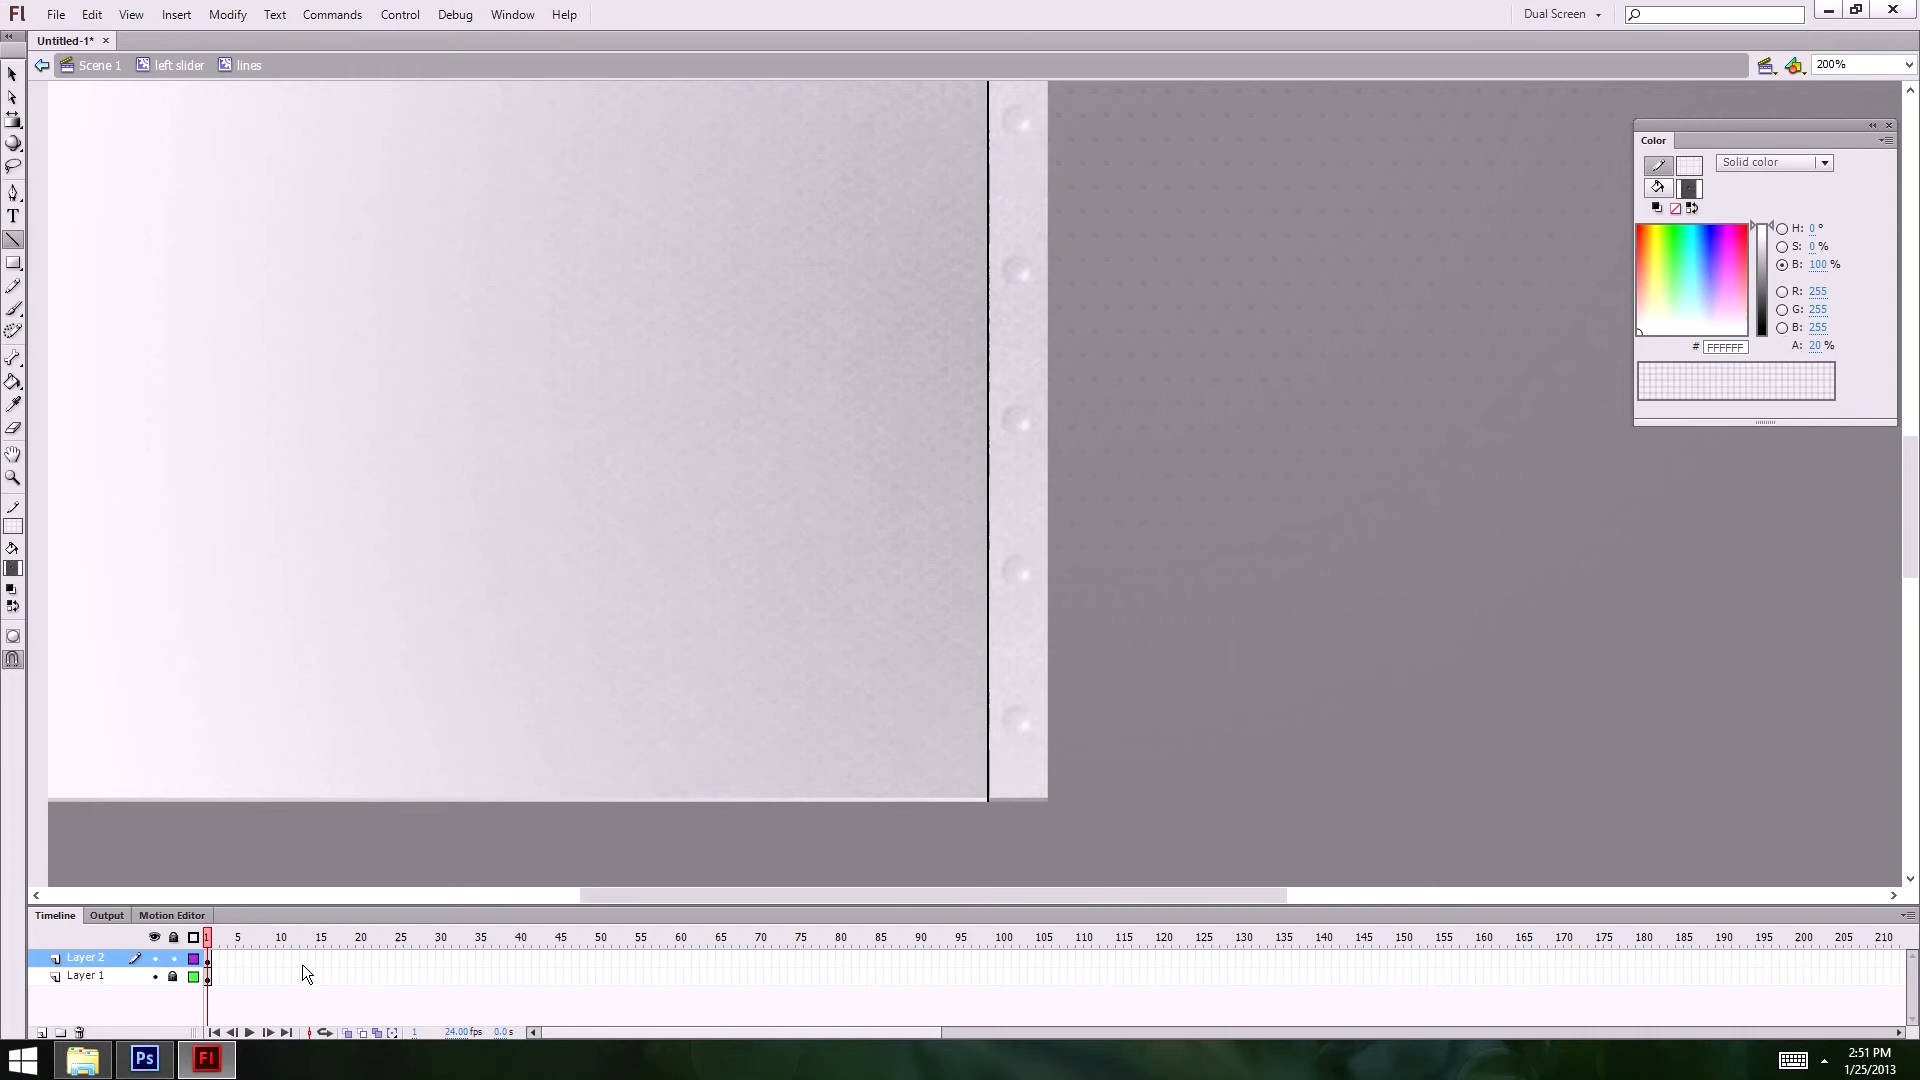 Fl File Edit View Insert Modify Text Commands Control Debug Window Help Dual Screen
Untitled-1* ×
Scene 1 left slider lines 200%
Color
Solid color
H: 0 °
S: 0 %
B: 100 %
R: 255
G: 255
B: 255
# FFFFFF A: 20 %
T
Timeline Output Motion Editor
1 5 10 15 20 25 30 35 40 45 50 55 60 65 70 75 80 85 90 95 100 105 110 115 120 125 130 135 140 145 150 155 160 165 170 175 180 185 190 195 200 205 210
Layer 2
Layer 1
1 24.00 fps 0.0 s
Ps Fl 2:51 PM
1/25/2013